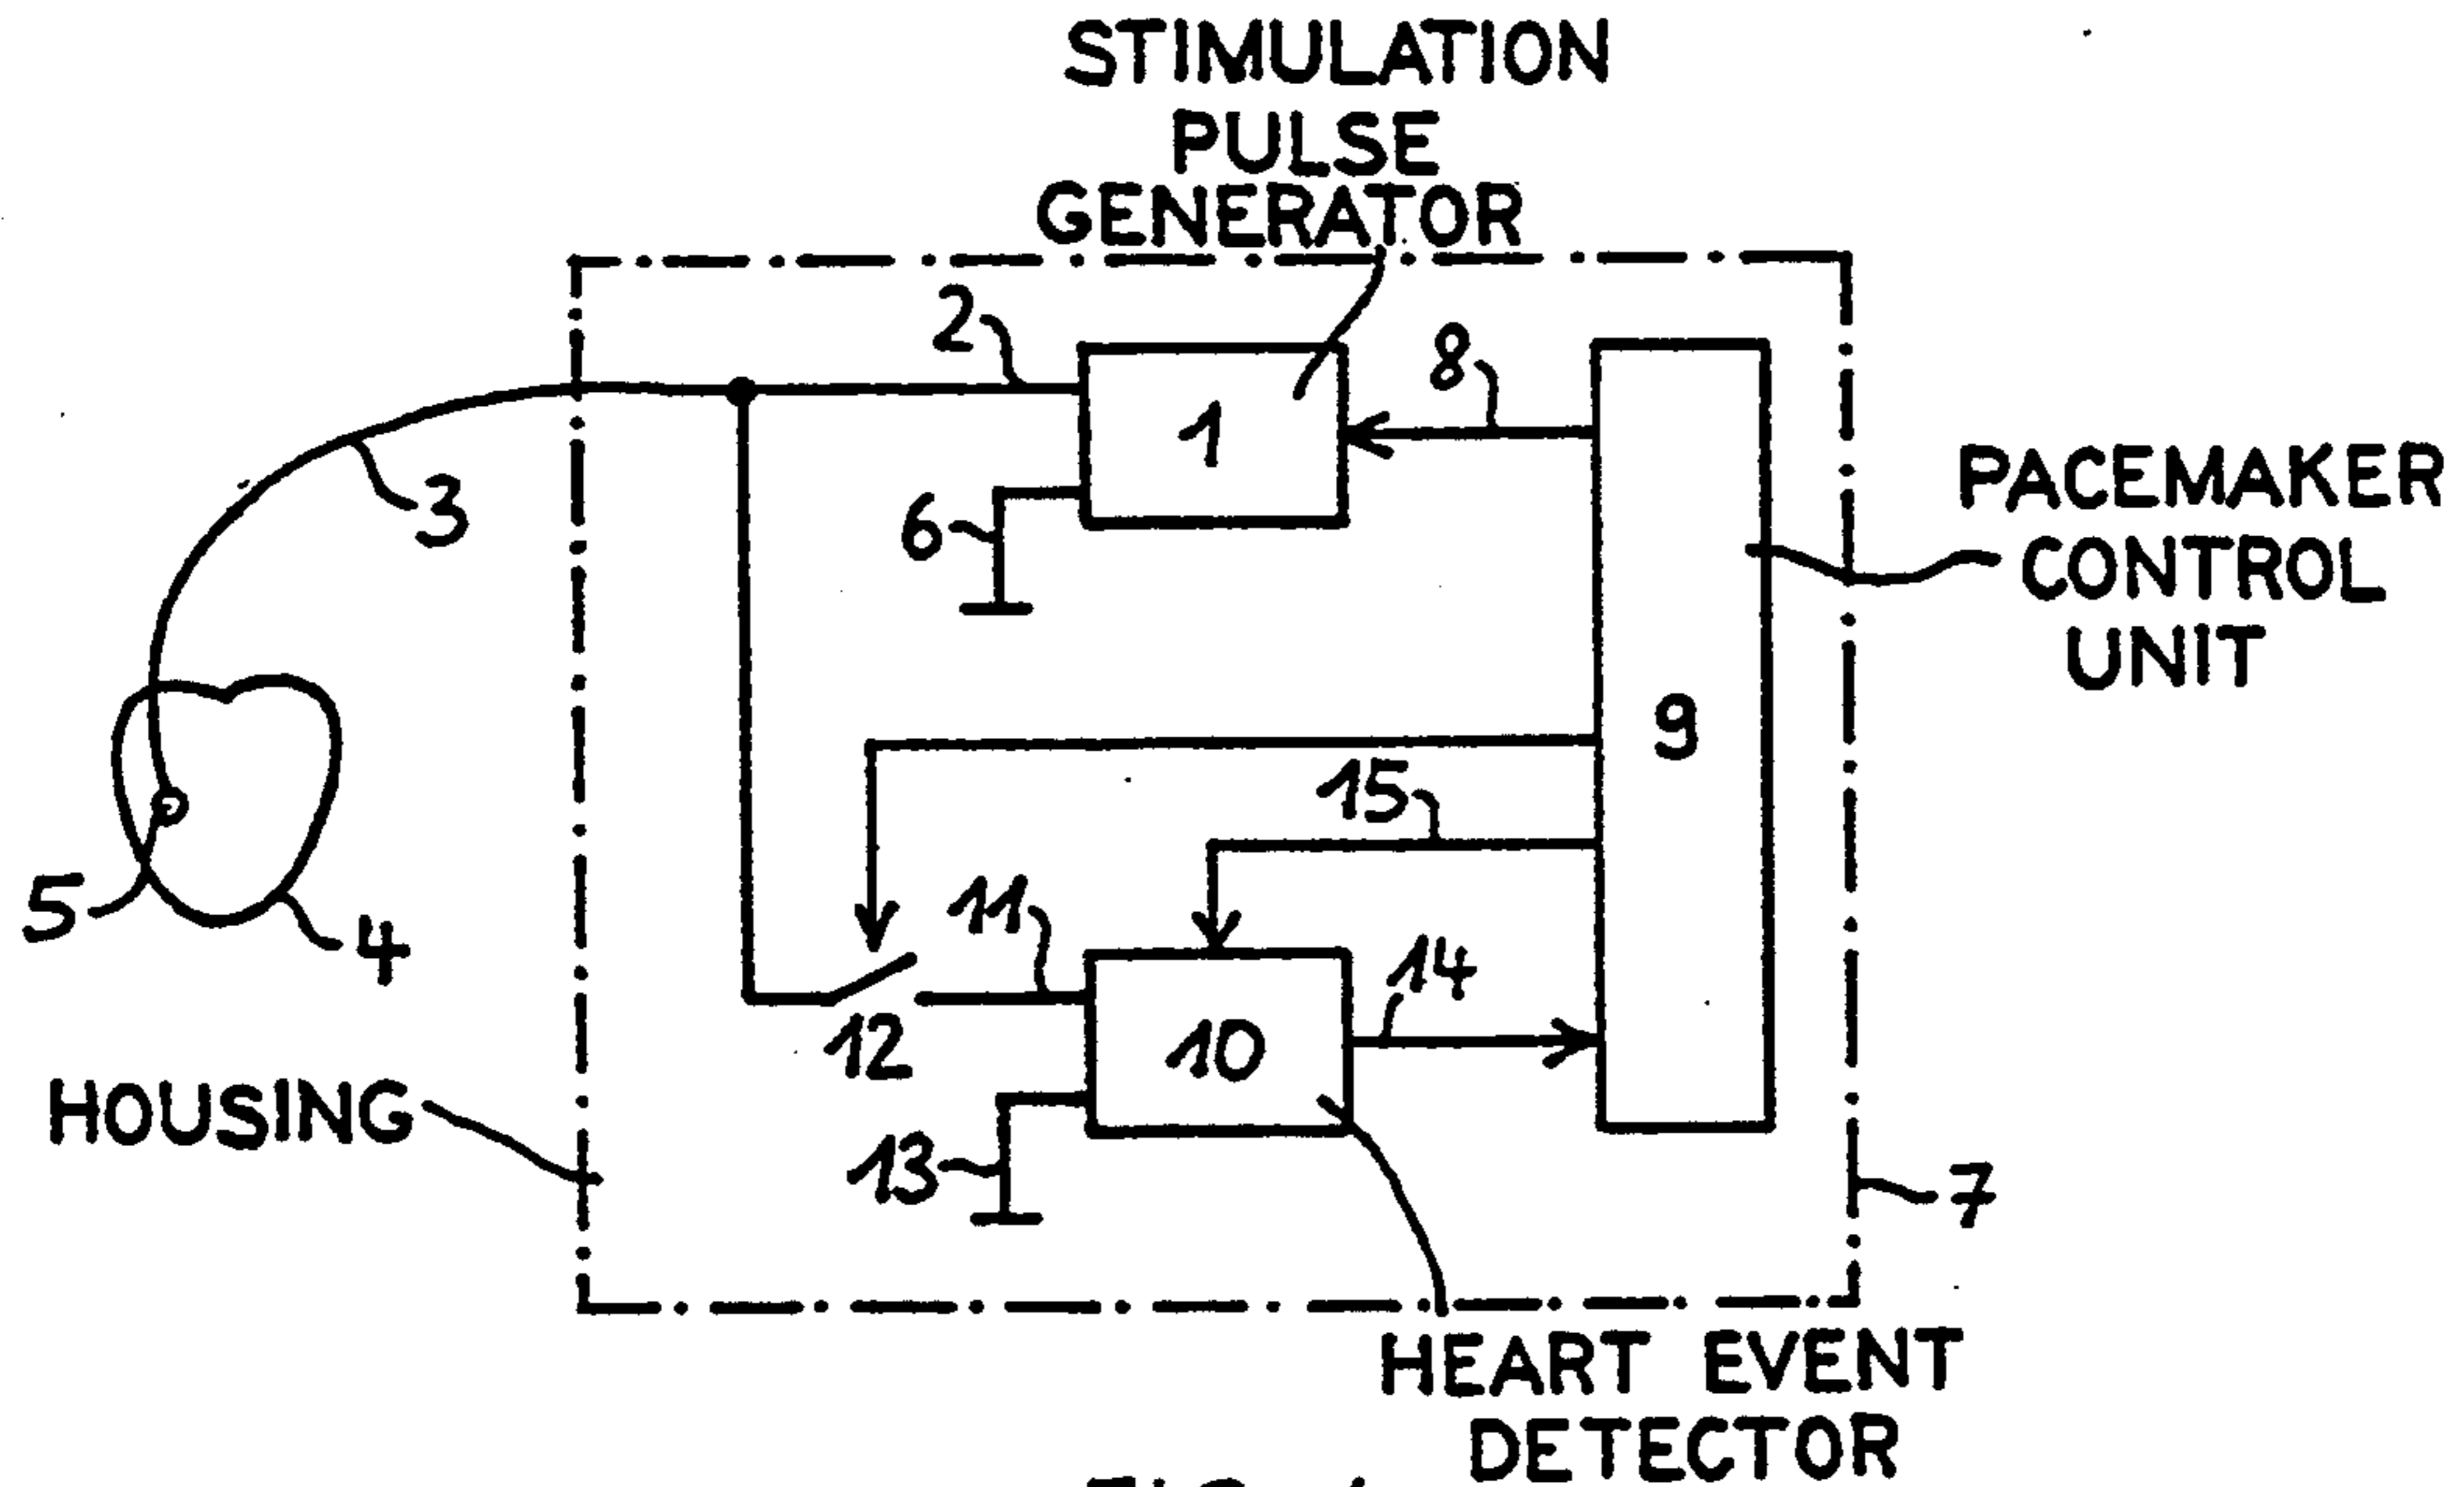 STIMULATION
PULSE
GENERATOR
2
8
1
3
6
PACEMAKER
CONTROL
UNIT
9
15
11
5
4
14
12
10
HOUSING
13
7
HEART EVENT
DETECTOR